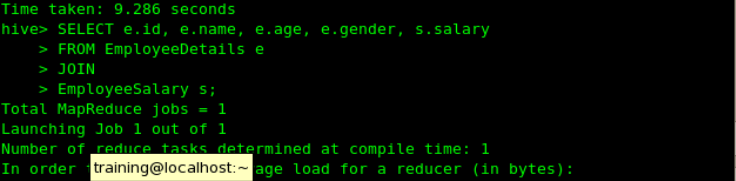 Time taken: 9.286 seconds
hive> SELECT e.id, e.name, e.age, e.gender, s.salary
    > FROM EmployeeDetails e
    > JOIN
    > EmployeeSalary s;
Total MapReduce jobs = 1
Launching Job 1 out of 1
Number of reduce tasks determined at compile time: 1
In order training@localhost:~ age load for a reducer (in bytes):